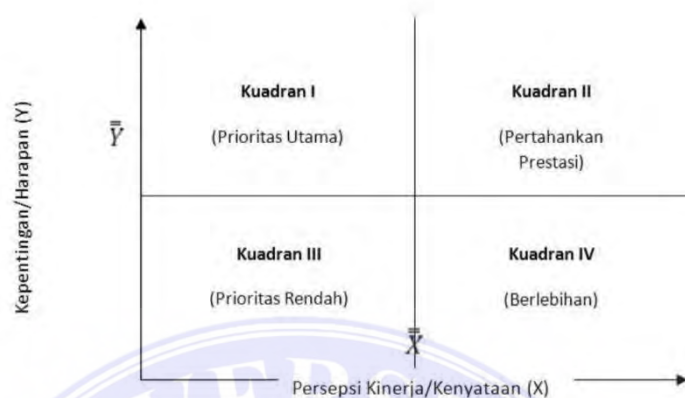 Kepentingan/Harapan (Y)
Y
Kuadran I
(Prioritas Utama)
Kuadran II
(Pertahankan
Prestasi)
Kuadran III
(Prioritas Rendah)
Kuadran IV
(Berlebihan)
X
Persepsi Kinerja/Kenyataan (X)